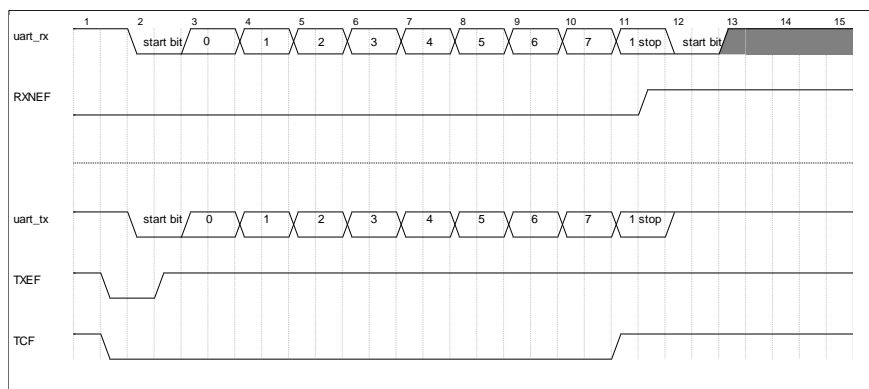 1 2 3 4 5 6 7 8 9 10 11 12 13 14 15
uart_rx start bit 0 1 2 3 4 5 6 7 1 stop start bit
RXNEF
uart_tx start bit 0 1 2 3 4 5 6 7 1 stop
TXEF
TCF